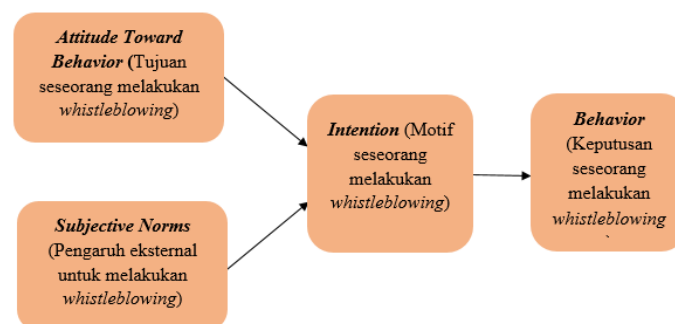 Attitude Toward
Behavior (Tujuan
seseorang melakukan
whistleblowing)
Subjective Norms
(Pengaruh eksternal
untuk melakukan
whistleblowing)
Intention (Motif
seseorang
melakukan
whistleblowing)
Behavior
(Keputusan
seseorang
melakukan
whistleblowing
`